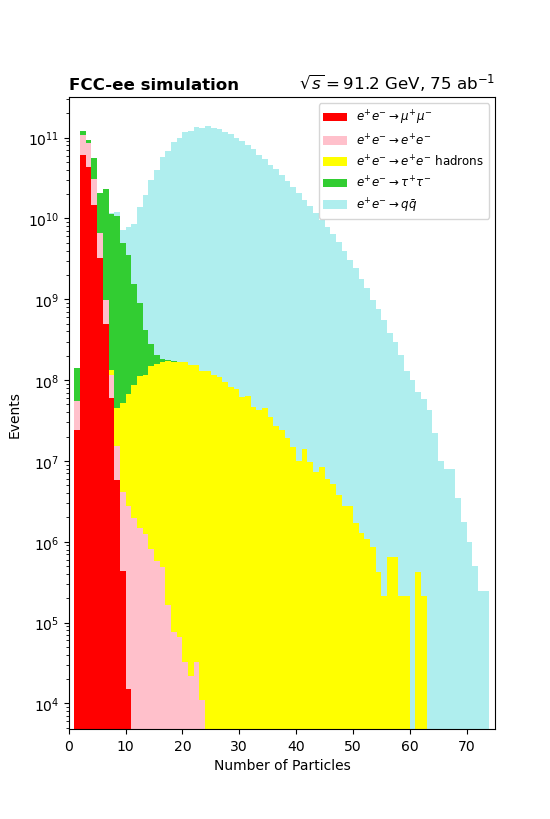 FCC-ee simulation
√s = 91.2 GeV, 75 ab⁻¹
e⁺e⁻ → μ⁺μ⁻
e⁺e⁻ → e⁺e⁻
e⁺e⁻ → e⁺e⁻ hadrons
e⁺e⁻ → τ⁺τ⁻
e⁺e⁻ → qq̄
10¹¹
10¹⁰
10⁹
10⁸
10⁷
10⁶
10⁵
10⁴
Events
0 10 20 30 40 50 60 70
Number of Particles